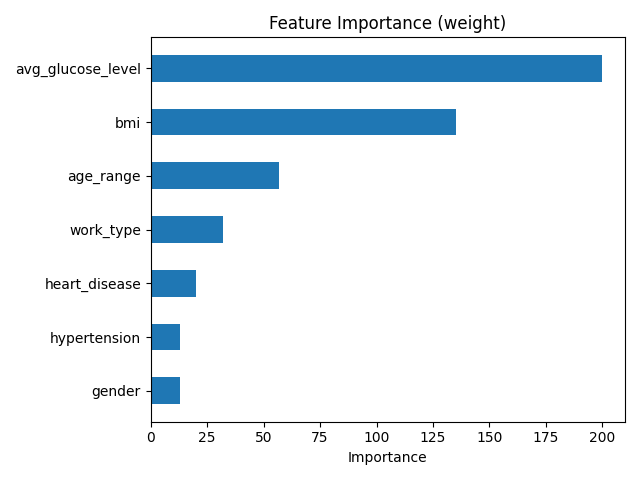 Feature Importance (weight)
avg_glucose_level
bmi
age_range
work_type
heart_disease
hypertension
gender
0 25 50 75 100 125 150 175 200
Importance